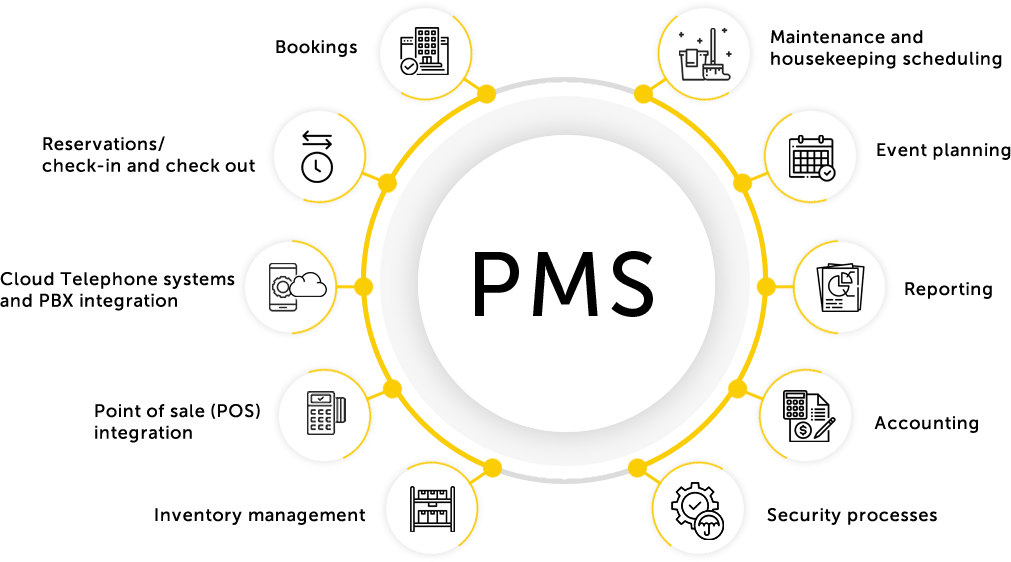 Bookings
Maintenance and
housekeeping scheduling
Reservations/
check-in and check out
Event planning
Cloud Telephone systems
and PBX integration
PMS
Reporting
Point of sale (POS)
integration
Accounting
Inventory management
Security processes